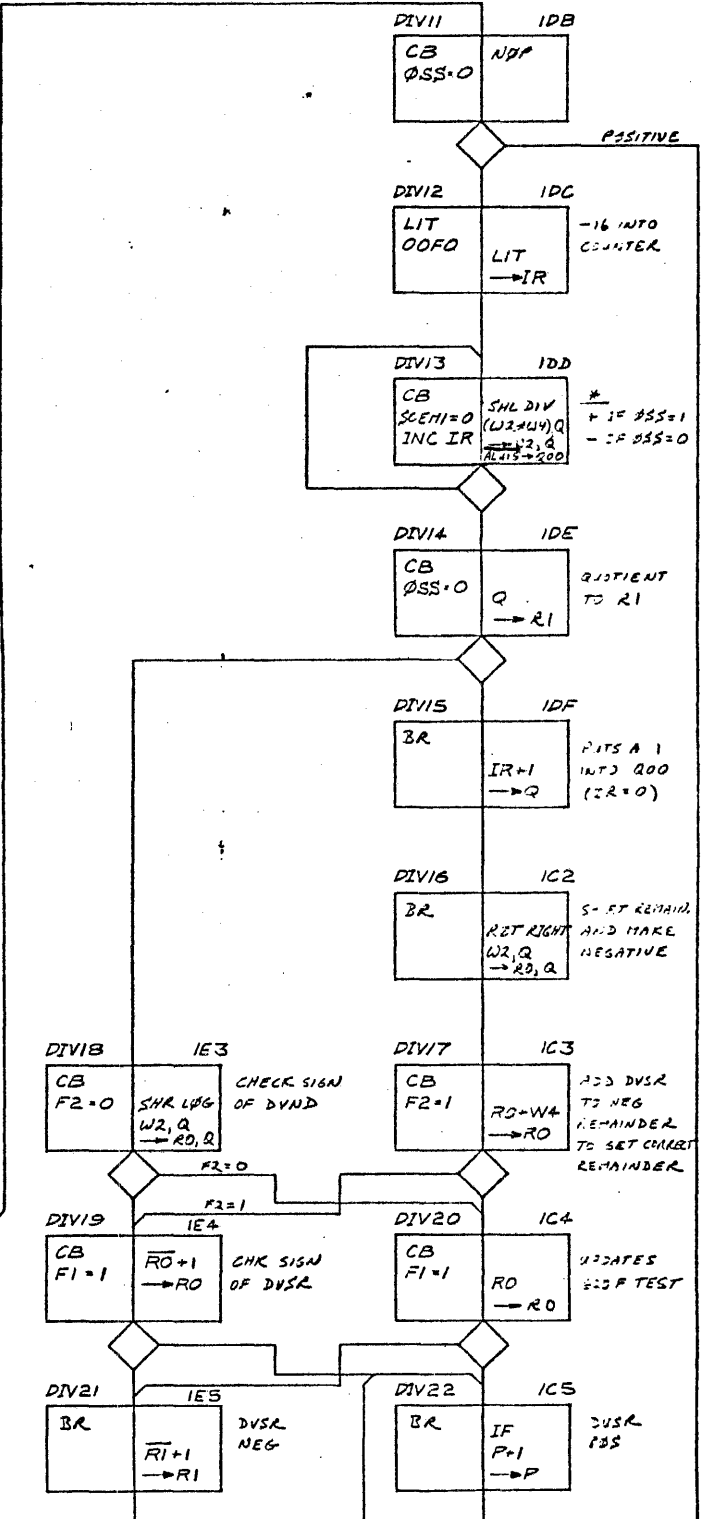 DIV11 1DB
CB NØP
ØSS=0
POSITIVE
DIV12 1DC
LIT
00F0
LIT
→IR
-16 INTO
COUNTER
DIV13 1DD
CB
SCEM1=0
INC IR
SHL DIV
(W2*W4),Q
→W2,Q
AL15→Q00
*
+ IF ØSS=1
- IF ØSS=0
DIV14 1DE
CB
ØSS=0
Q
→R1
QUOTIENT
TO R1
DIV15 1DF
BR
IR+1
→Q
PUTS A 1
INTO Q00
(IR=0)
DIV16 1C2
BR
ROT RIGHT
W2,Q
→R0,Q
REMAIN.
AND MAKE
NEGATIVE
DIV18 1E3
CB
F2=0
SHR LØG
W2,Q
→R0,Q
CHECK SIGN
OF DVND
DIV17 1C3
CB
F2=1
R0+W4
→R0
ADD DVSR
TO NEG
REMAINDER
TO GET CORRECT
REMAINDER
F2=0
F2=1
DIV19 1E4
CB
F1=1
R̅0̅+1
→R0
CHK SIGN
OF DVSR
DIV20 1C4
CB
F1=1
R0
→R0
UPDATES
TEST
DIV21 1E5
BR
R̅1̅+1
→R1
DVSR
NEG
DIV22 1C5
BR
IF
P+1
→P
DVSR
POS